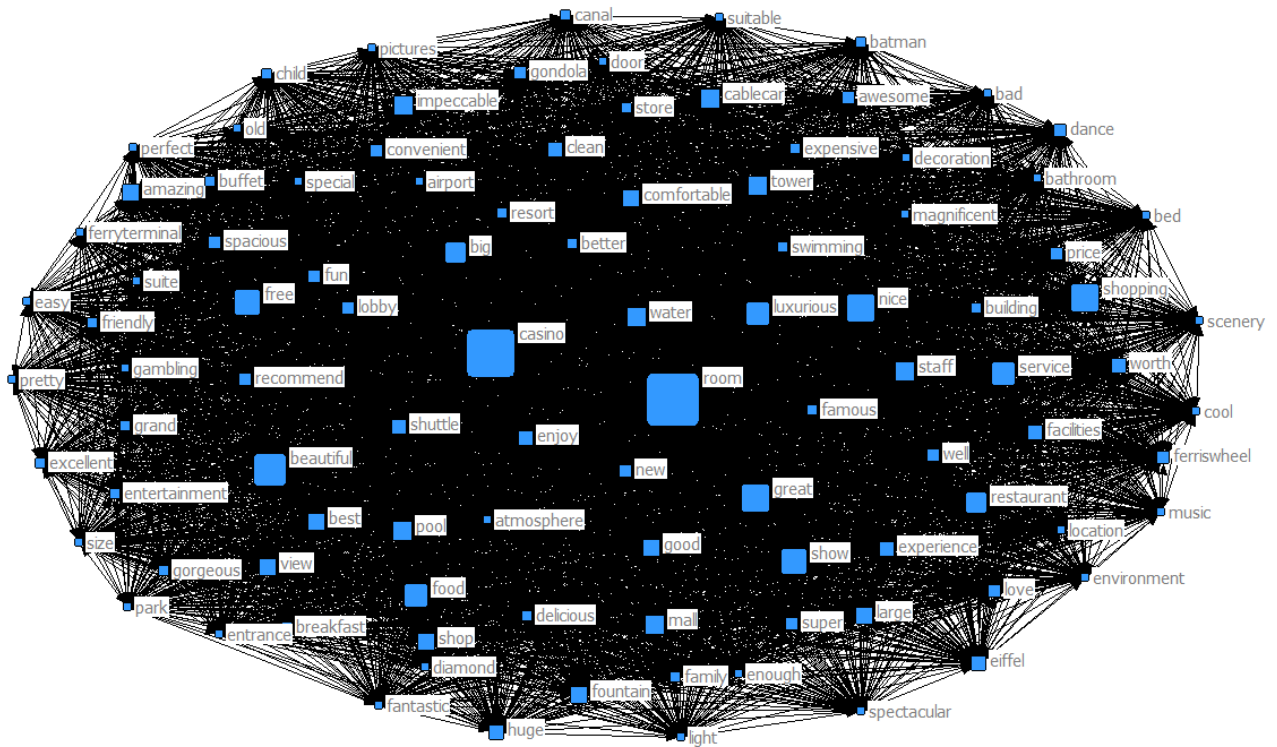 canal
suitable
batman
pictures
door
gondola
child
cablecar
awesome
bad
impeccable
store
old
dance
perfect
convenient
clean
expensive
decoration
amazing
buffet
special
airport
comfortable
tower
bathroom
resort
magnificent
bed
ferryterminal
spacious
big
better
swimming
price
suite
fun
free
shopping
easy
lobby
water
luxurious
nice
building
friendly
scenery
casino
gambling
staff
service
worth
pretty
recommend
room
famous
cool
grand
shuttle
enjoy
facilities
excellent
beautiful
new
well
ferriswheel
entertainment
great
restaurant
best
pool
atmosphere
music
location
size
good
show
experience
gorgeous
view
environment
park
food
love
entrance
breakfast
delicious
mall
super
large
shop
diamond
family
enough
eiffel
fantastic
fountain
spectacular
huge
light